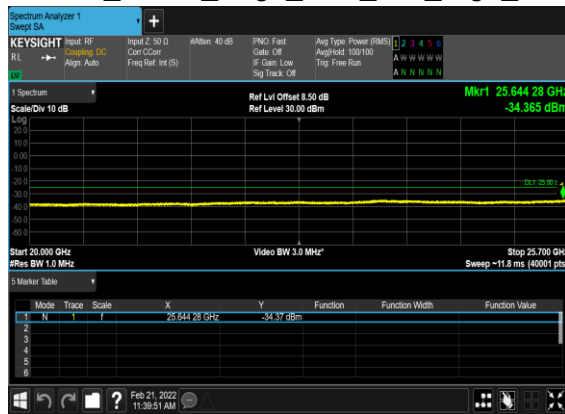 Spectrum Analyzer 1
Swept SA
+
KEYSIGHT Input: RF Input Z: 50 Ω #Atten: 40 dB PNO: Fast Avg Type: Power (RMS) 1 2 3 4 5 6
RL Coupling: DC Corr CCorr Gate: Off Avg|Hold: 100/100 A W W W W W
Align: Auto Freq Ref: Int (S) IF Gain: Low Trig: Free Run
LW Sig Track: Off A N N N N N
1 Spectrum Ref Lvl Offset 8.50 dB Mkr1 25.644 28 GHz
Scale/Div 10 dB Ref Level 30.00 dBm -34.365 dBm
Log
20.0
10.0
0.00
-10.0
-20.0
DL1 -25.00
-30.0
-40.0
-50.0
-60.0
Start 20.000 GHz Video BW 3.0 MHz* Stop 25.700 GHz
#Res BW 1.0 MHz Sweep ~11.8 ms (40001 pts
5 Marker Table
Mode Trace Scale X Y Function Function Width Function Value
1 N 1 f 25.644 28 GHz -34.37 dBm
2
3
4
5
6
? Feb 21, 2022
11:39:51 AM